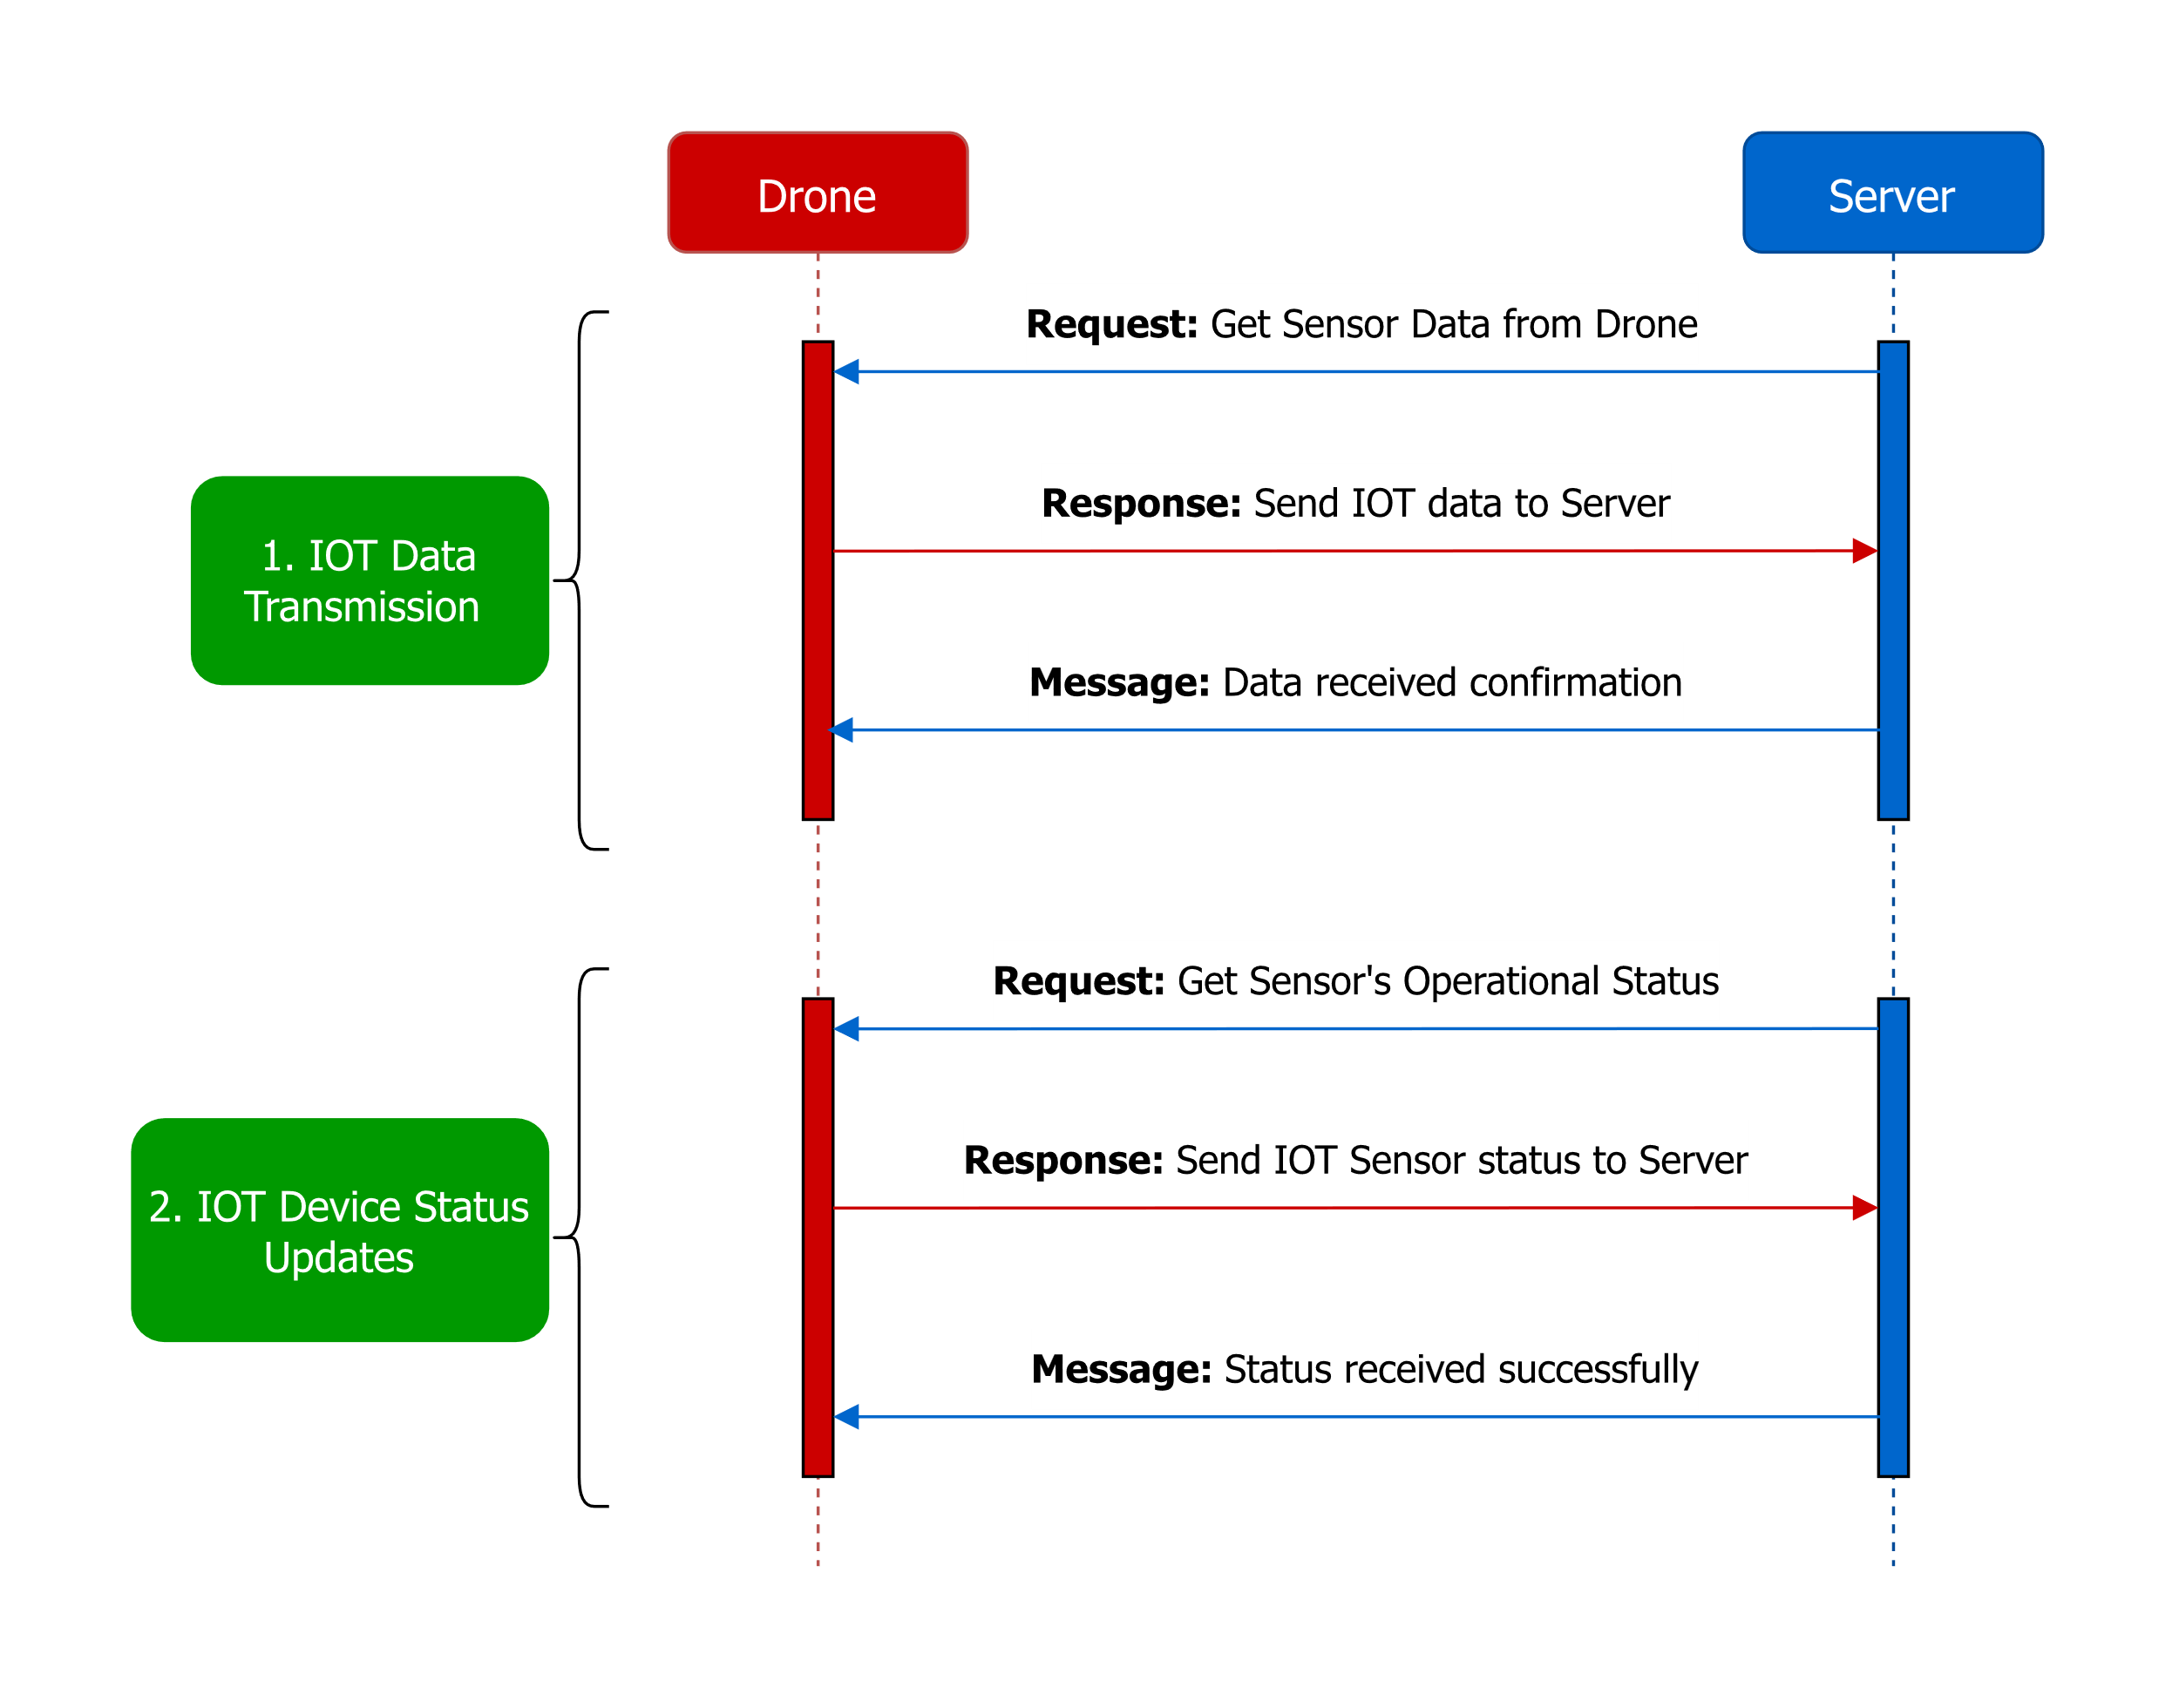 Drone
Server
Request: Get Sensor Data from Drone
Response: Send IOT data to Server
1. IOT Data
Transmission
Message: Data received confirmation
Request: Get Sensor's Operational Status
Response: Send IOT Sensor status to Server
2. IOT Device Status
Updates
Message: Status received successfully